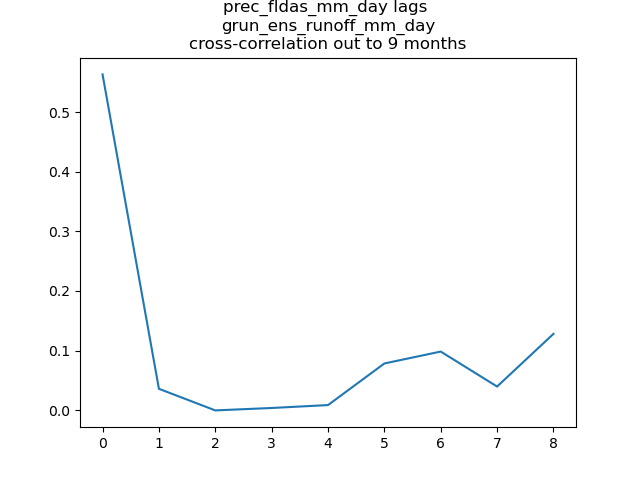 prec_fldas_mm_day lags
grun_ens_runoff_mm_day
cross-correlation out to 9 months
0.5
0.4
0.3
0.2
0.1
0.0
0 1 2 3 4 5 6 7 8